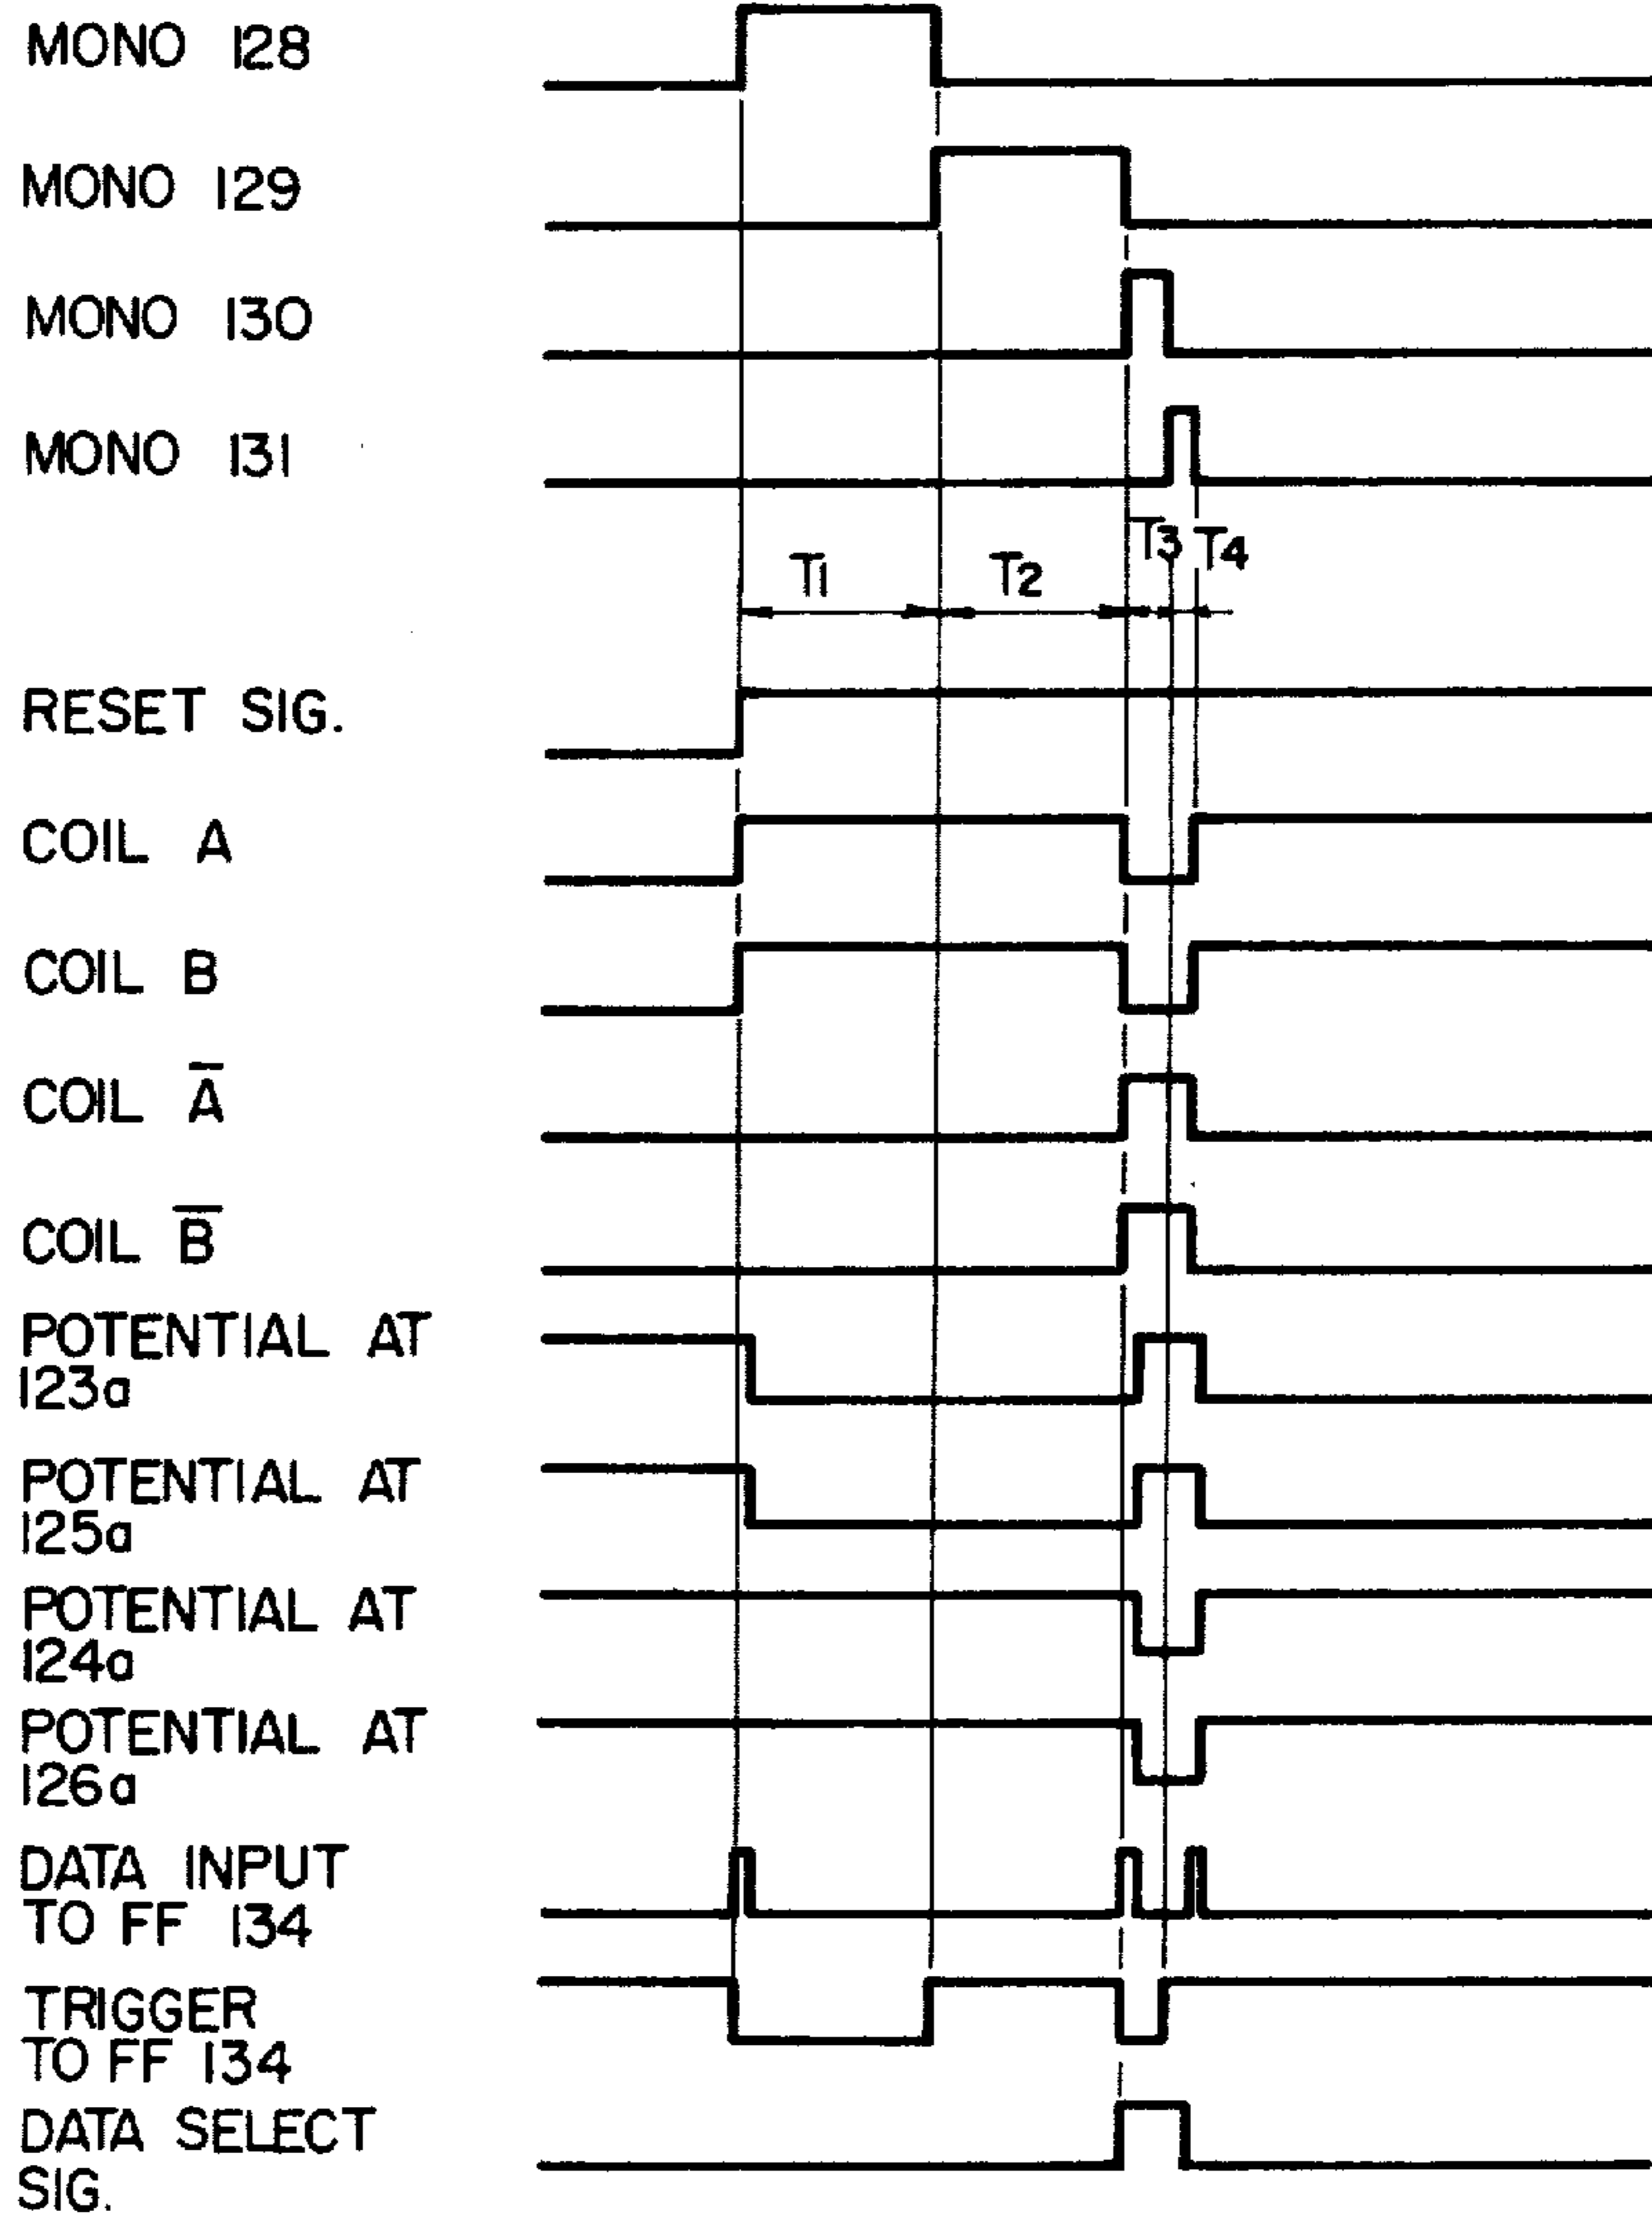 MONO 128
MONO 129
MONO 130
MONO 131
T1
T2
T3
T4
RESET SIG.
COIL A
COIL B
COIL A̅
COIL B̅
POTENTIAL AT
123a
POTENTIAL AT
125a
POTENTIAL AT
124a
POTENTIAL AT
126a
DATA INPUT
TO FF 134
TRIGGER
TO FF 134
DATA SELECT
SIG.